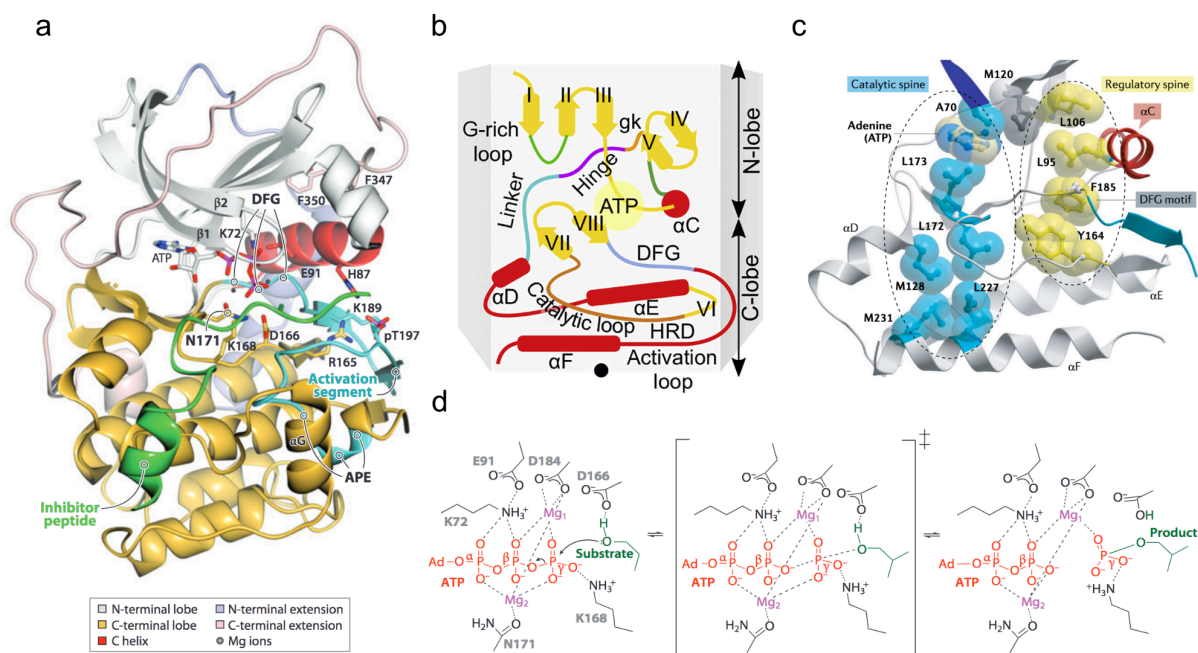 a
F347
F350
β2
DFG
β1
K72
ATP
E91
H87
K189
N171
K168
D166
pT197
R165
Activation
segment
αG
APE
Inhibitor
peptide
N-terminal lobe
C-terminal lobe
C helix
N-terminal extension
C-terminal extension
Mg ions
b
I
II
III
IV
V
gk
G-rich
loop
Linker
Hinge
ATP
αC
VII
VIII
DFG
αD
αE
VI
Catalytic loop
HRD
αF
Activation
loop
N-lobe
C-lobe
c
M120
Catalytic spine
Regulatory spine
A70
L106
αC
Adenine
(ATP)
L95
L173
F185
DFG motif
L172
Y164
αD
M128
L227
αE
M231
αF
d
E91
D184
D166
K72
NH3+
Mg1
O
O−
H
Substrate
Ad
O
α
P
β
P
γ
P
O−
ATP
Mg2
+
NH3
K168
H2N
O
N171
⇌
‡
O
O−
NH3+
Mg1
H
O
Ad
O
α
P
β
P
P
γ
O−
ATP
Mg2
NH3+
H2N
O
⇌
O
O−
NH3+
Mg1
O
OH
Product
Ad
O
α
P
β
P
P
γ
O−
ATP
Mg2
+H3N
H2N
O